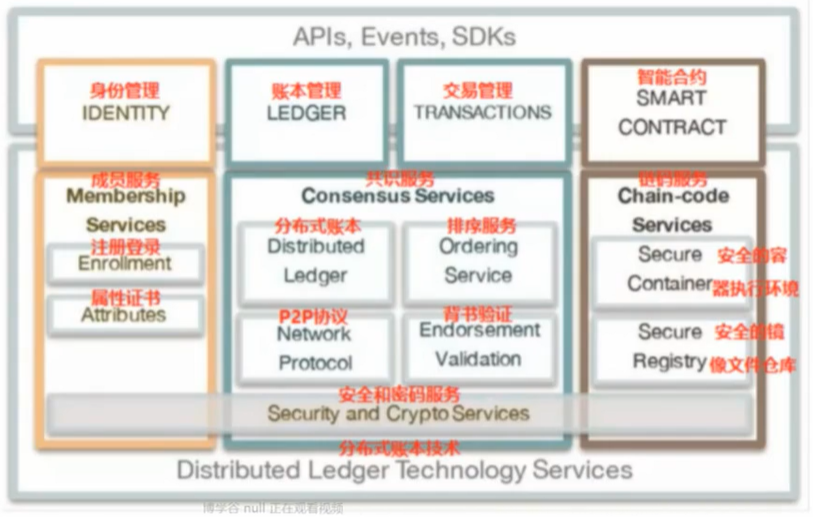 APIs, Events, SDKs
身份管理
IDENTITY
账本管理
LEDGER
交易管理
TRANSACTIONS
智能合约
SMART
CONTRACT
成员服务
Membership
Services
注册登录
Enrollment
属性证书
Attributes
共识服务
Consensus Services
分布式账本
Distributed
Ledger
排序服务
Ordering
Service
P2P协议
Network
Protocol
背书验证
Endorsement
Validation
链码服务
Chain-code
Services
Secure 安全的容
Container 器执行环境
Secure 安全的镜
Registry 像文件仓库
安全和密码服务
Security and Crypto Services
分布式账本技术
Distributed Ledger Technology Services
博学谷 null 正在观看视频